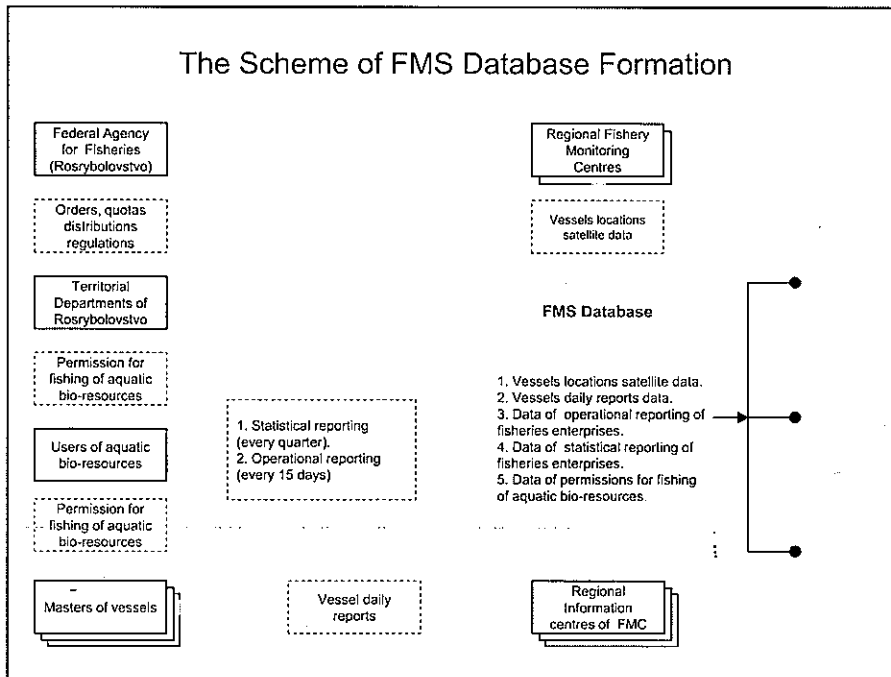 The Scheme of FMS Database Formation
Federal Agency
for Fisheries
(Rosrybolovstvo)
Orders, quotas
distributions
regulations
Territorial
Departments of
Rosrybolovstvo
Permission for
fishing of aquatic
bio-resources
Users of aquatic
bio-resources
Permission for
fishing of aquatic
bio-resources
Masters of vessels
1. Statistical reporting
(every quarter).
2. Operational reporting
(every 15 days)
Vessel daily
reports
Regional Fishery
Monitoring
Centres
Vessels locations
satellite data
FMS Database
1. Vessels locations satellite data.
2. Vessels daily reports data.
3. Data of operational reporting of
fisheries enterprises.
4. Data of statistical reporting of
fisheries enterprises.
5. Data of permissions for fishing
of aquatic bio-resources.
Regional
Information
centres of FMC